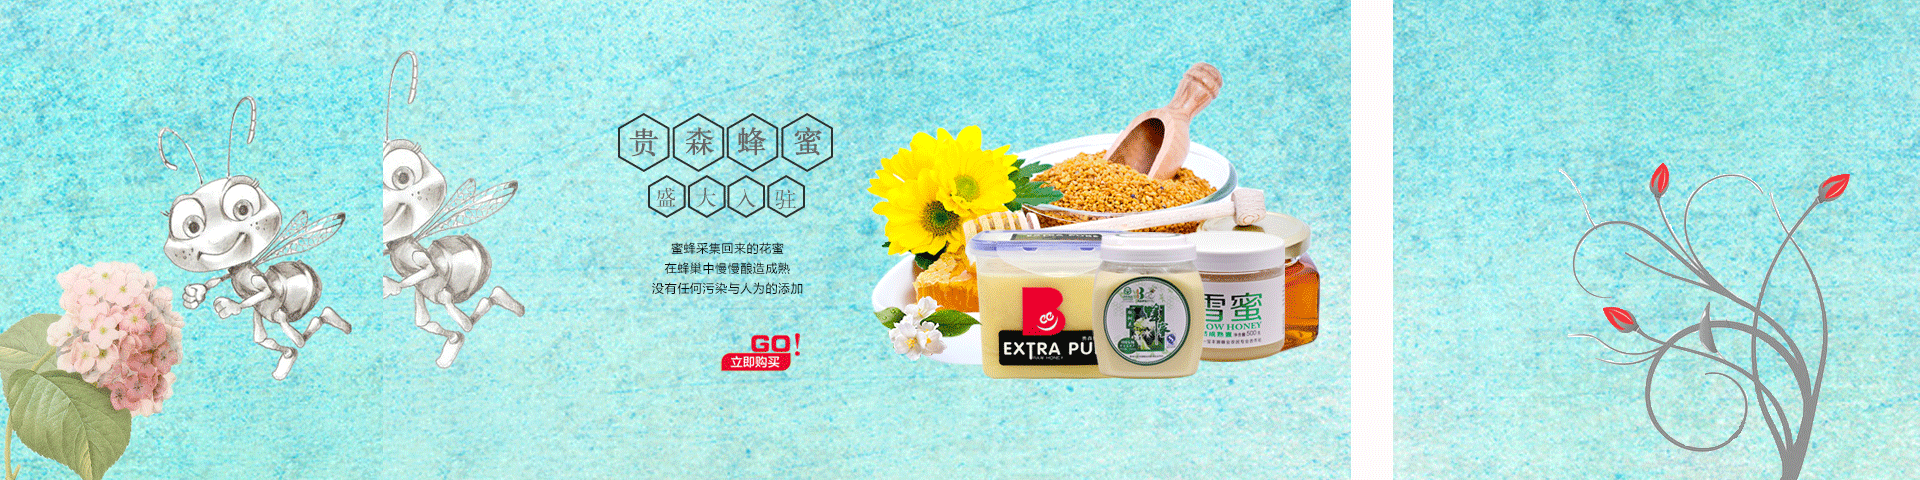 贵森蜂蜜
盛大入驻
蜜蜂采集回来的花蜜
在蜂巢中慢慢酿造成熟
没有任何污染与人为的添加
GO!
立即购买
B
EXTRA PU
雪蜜
OW HONEY